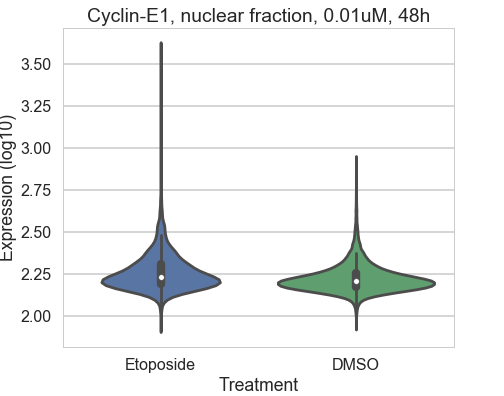 Cyclin-E1, nuclear fraction, 0.01uM, 48h
Expression (log10)
3.50
3.25
3.00
2.75
2.50
2.25
2.00
Etoposide
DMSO
Treatment